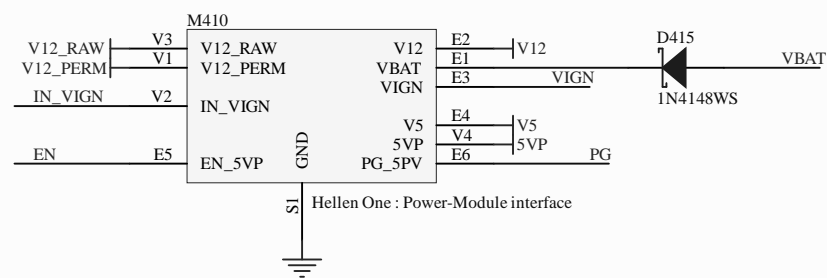 M410
V12_RAW V3 V12_RAW V12 E2 V12
V12_PERM V1 V12_PERM VBAT E1 D415 VBAT
VIGN E3 VIGN 1N4148WS
IN_VIGN V2 IN_VIGN
V5 E4 V5
5VP V4 5VP
EN E5 EN_5VP GND PG_5PV E6 PG
S1 Hellen One : Power-Module interface